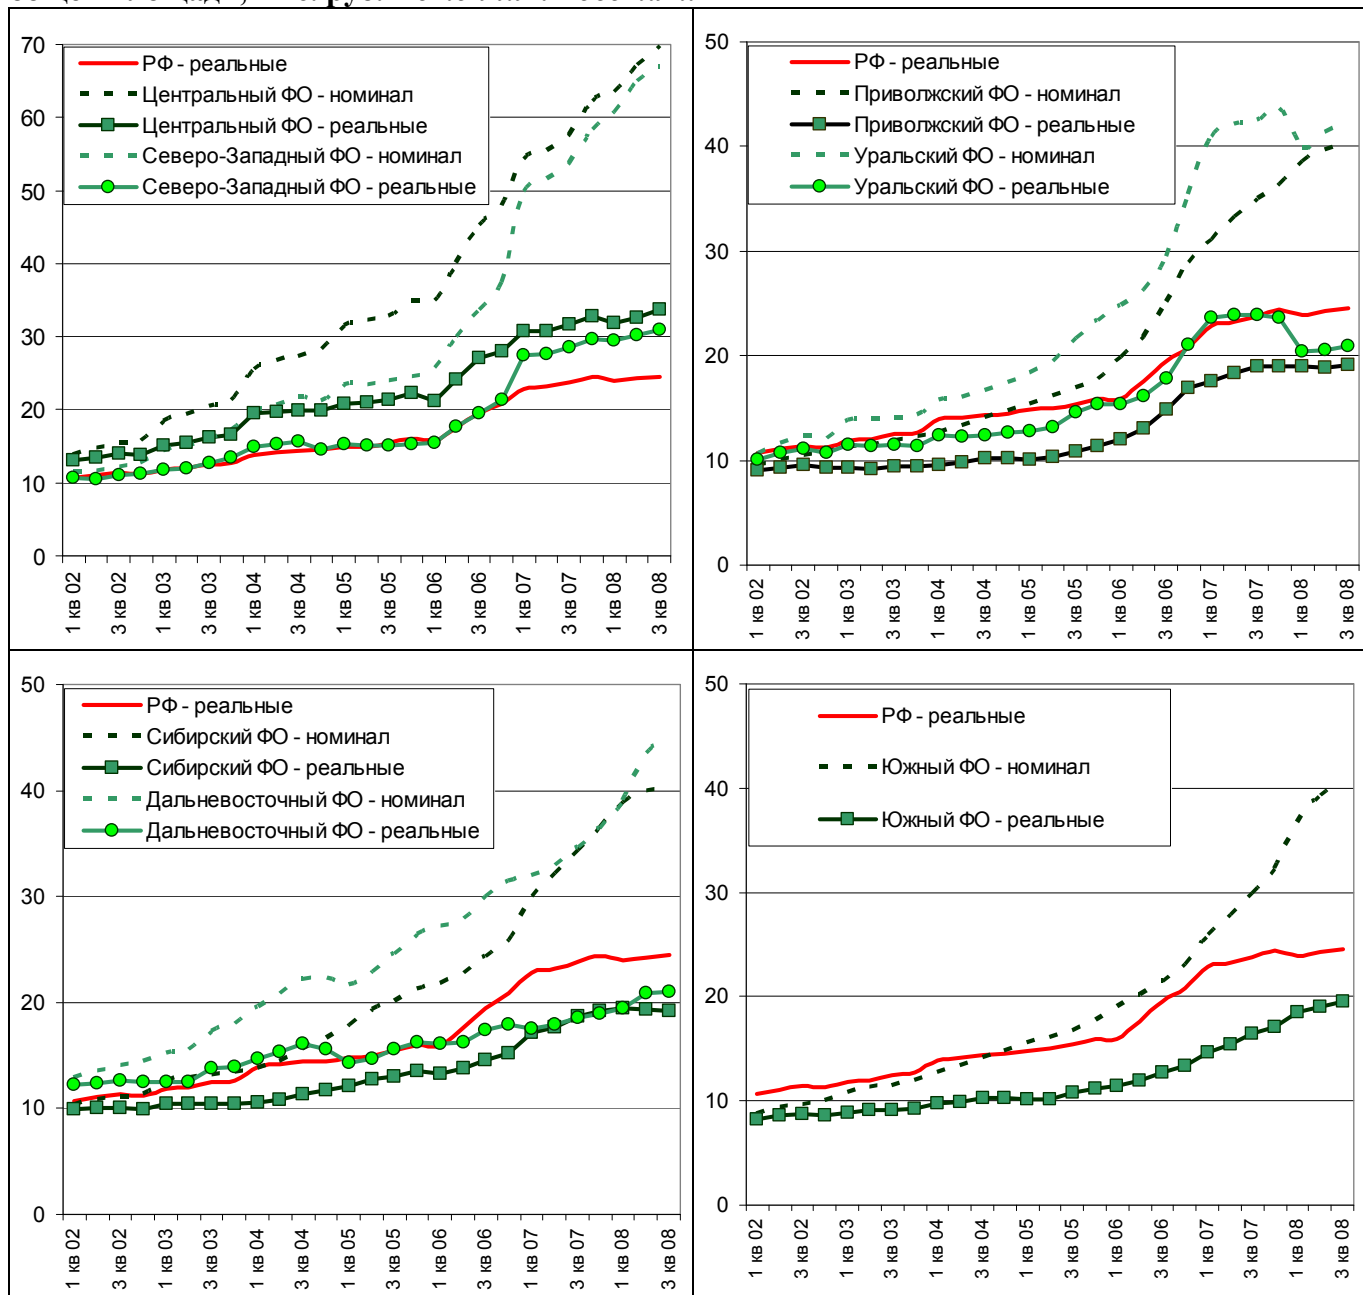 70
60
50
40
30
20
10
0
РФ - реальные
Центральный ФО - номинал
Центральный ФО - реальные
Северо-Западный ФО - номинал
Северо-Западный ФО - реальные
1 кв 02
3 кв 02
1 кв 03
3 кв 03
1 кв 04
3 кв 04
1 кв 05
3 кв 05
1 кв 06
3 кв 06
1 кв 07
3 кв 07
1 кв 08
3 кв 08
50
40
30
20
10
0
РФ - реальные
Приволжский ФО - номинал
Приволжский ФО - реальные
Уральский ФО - номинал
Уральский ФО - реальные
1 кв 02
3 кв 02
1 кв 03
3 кв 03
1 кв 04
3 кв 04
1 кв 05
3 кв 05
1 кв 06
3 кв 06
1 кв 07
3 кв 07
1 кв 08
3 кв 08
50
40
30
20
10
0
РФ - реальные
Сибирский ФО - номинал
Сибирский ФО - реальные
Дальневосточный ФО - номинал
Дальневосточный ФО - реальные
1 кв 02
3 кв 02
1 кв 03
3 кв 03
1 кв 04
3 кв 04
1 кв 05
3 кв 05
1 кв 06
3 кв 06
1 кв 07
3 кв 07
1 кв 08
3 кв 08
50
40
30
20
10
0
РФ - реальные
Южный ФО - номинал
Южный ФО - реальные
1 кв 02
3 кв 02
1 кв 03
3 кв 03
1 кв 04
3 кв 04
1 кв 05
3 кв 05
1 кв 06
3 кв 06
1 кв 07
3 кв 07
1 кв 08
3 кв 08